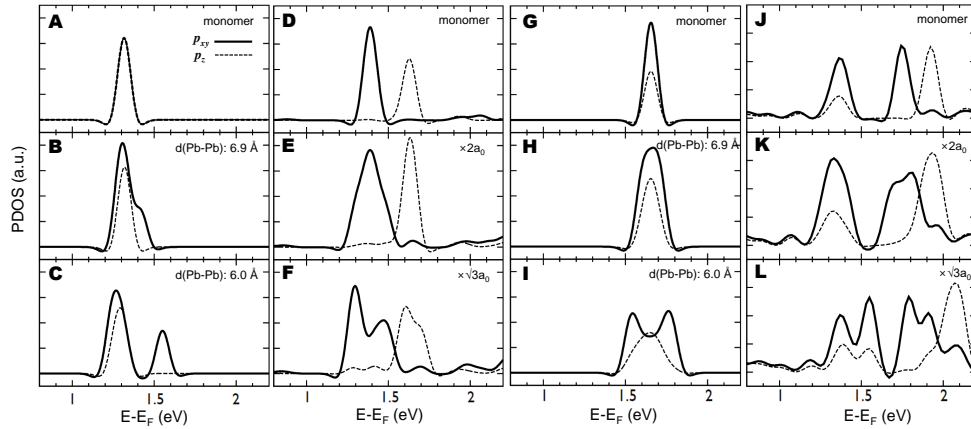 A monomer
p_xy
p_z
B d(Pb-Pb): 6.9 Å
C d(Pb-Pb): 6.0 Å
D monomer
E ×2a₀
F ×√3a₀
G monomer
H d(Pb-Pb): 6.9 Å
I d(Pb-Pb): 6.0 Å
J monomer
K ×2a₀
L ×√3a₀
PDOS (a.u.)
1 1.5 2
1 1.5 2
1 1.5 2
1 1.5 2
E-E_F (eV)
E-E_F (eV)
E-E_F (eV)
E-E_F (eV)